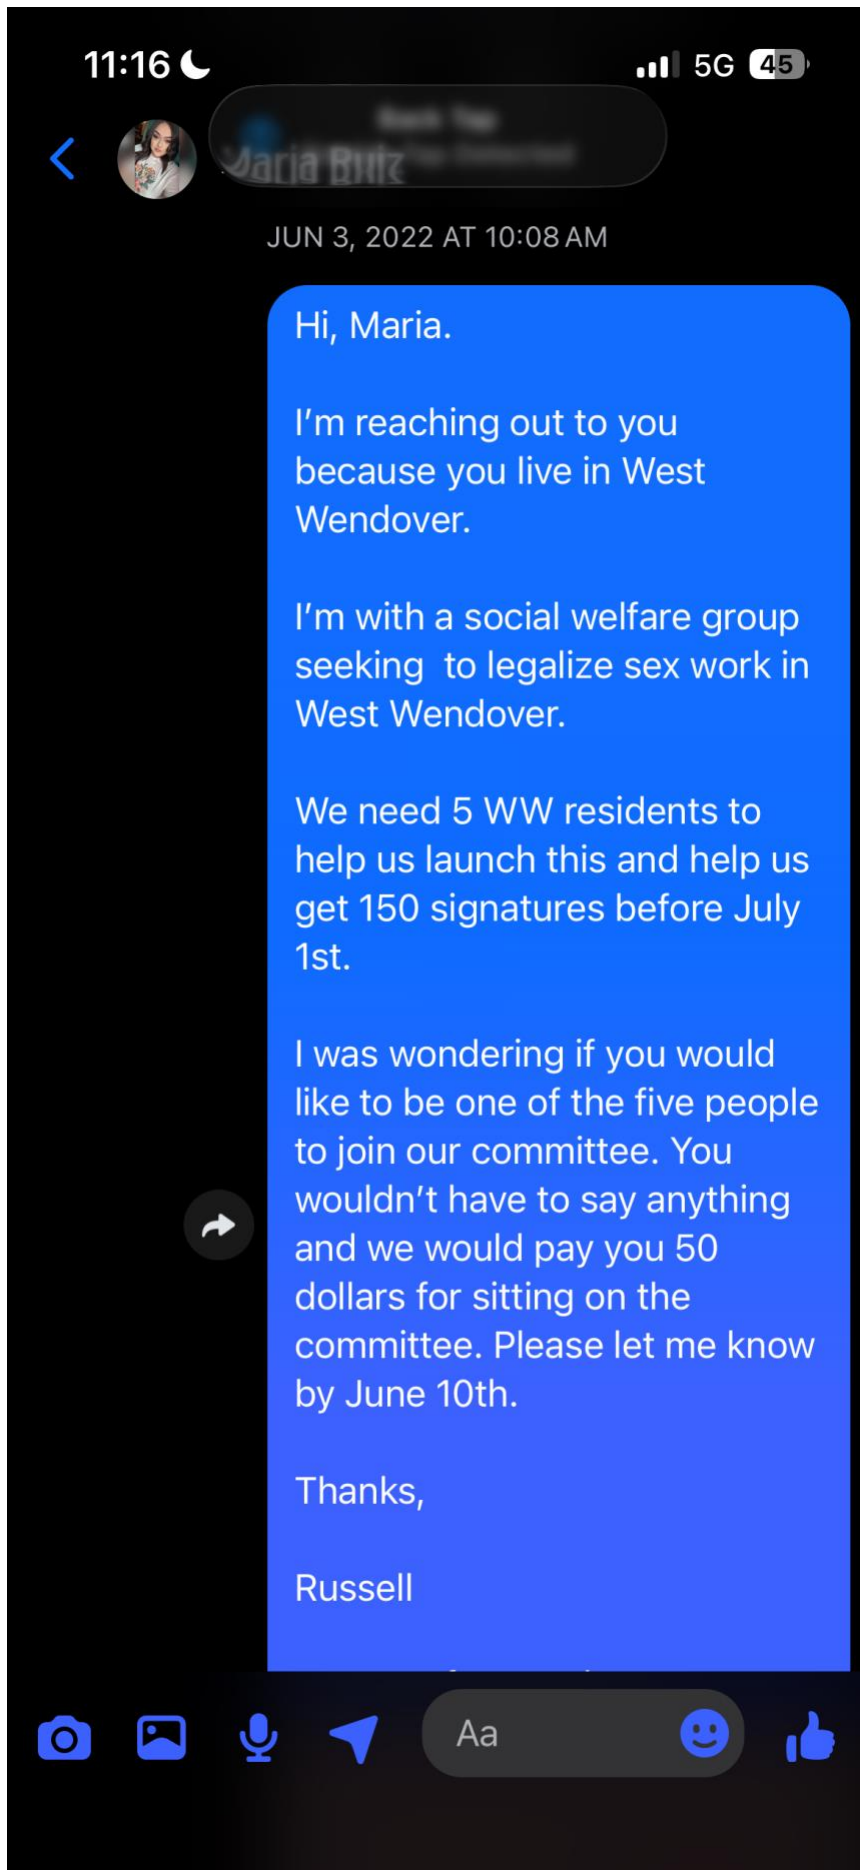 11:16
5G 45
Back Tap
Maria Ruiz
JUN 3, 2022 AT 10:08 AM
Hi, Maria.
I'm reaching out to you
because you live in West
Wendover.
I'm with a social welfare group
seeking  to legalize sex work in
West Wendover.
We need 5 WW residents to
help us launch this and help us
get 150 signatures before July
1st.
I was wondering if you would
like to be one of the five people
to join our committee. You
wouldn't have to say anything
and we would pay you 50
dollars for sitting on the
committee. Please let me know
by June 10th.
Thanks,
Russell
Aa